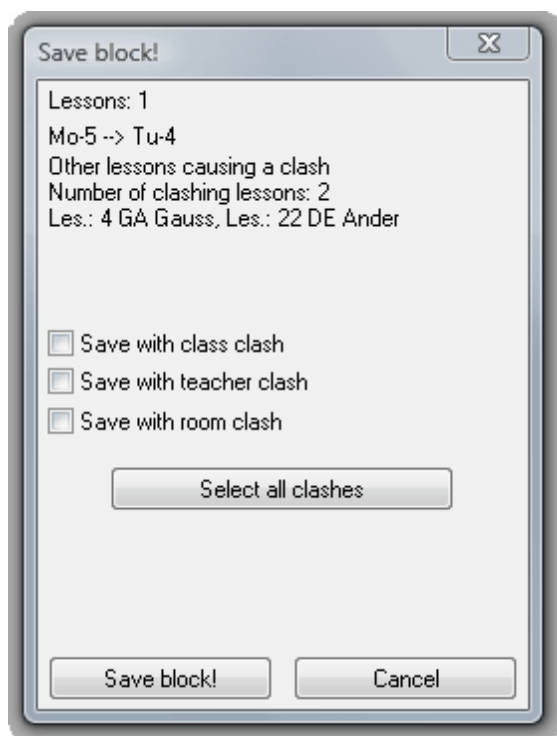 Save block!
Lessons: 1
Mo-5 --> Tu-4
Other lessons causing a clash
Number of clashing lessons: 2
Les.: 4 GA Gauss, Les.: 22 DE Ander
Save with class clash
Save with teacher clash
Save with room clash
Select all clashes
Save block!
Cancel